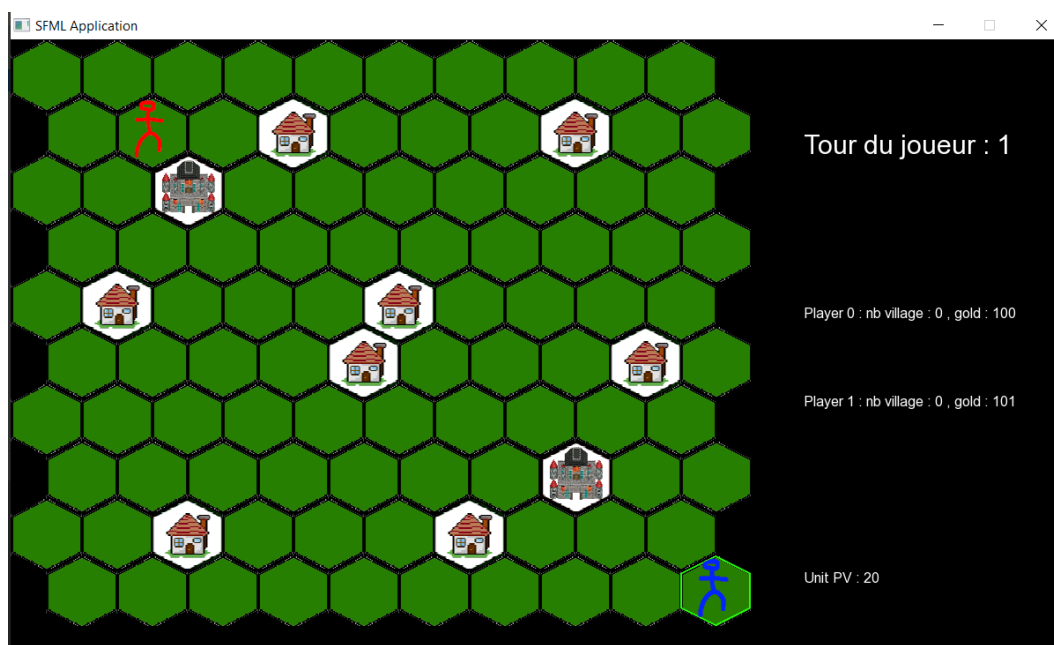 SFML Application
Tour du joueur : 1
Player 0 : nb village : 0 , gold : 100
Player 1 : nb village : 0 , gold : 101
Unit PV : 20